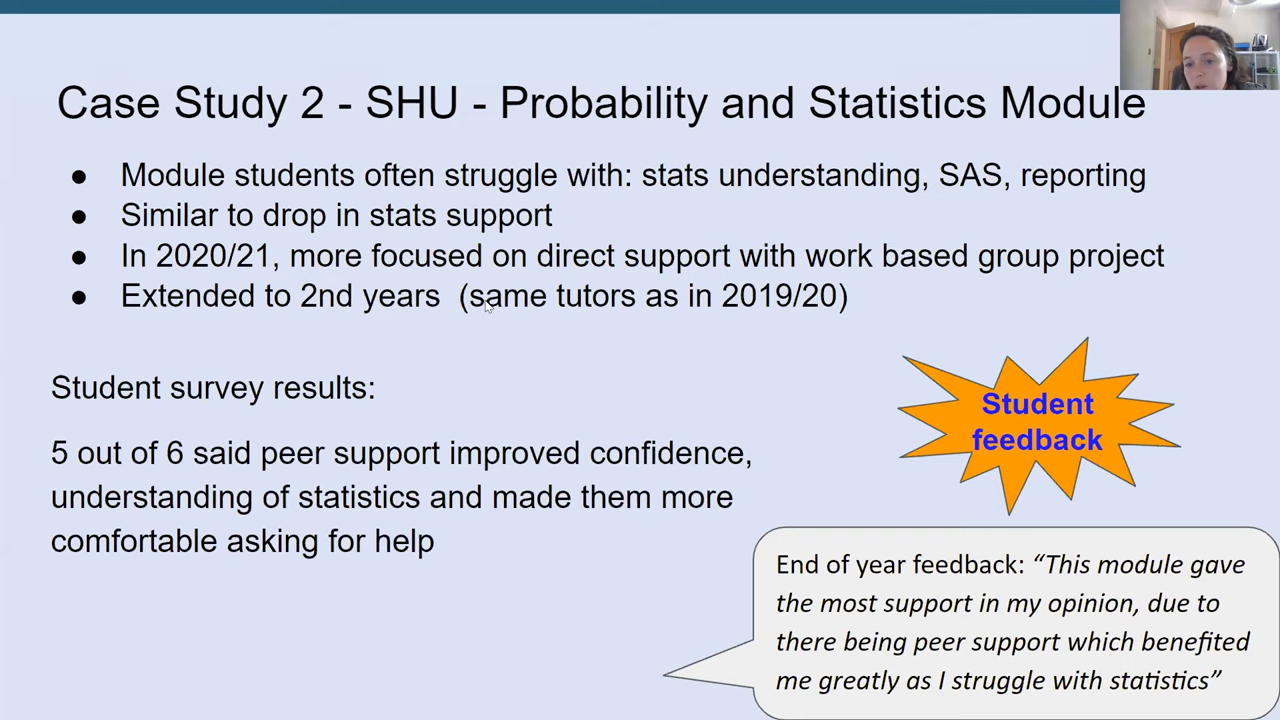 Case Study 2 - SHU - Probability and Statistics Module
● Module students often struggle with: stats understanding, SAS, reporting
● Similar to drop in stats support
● In 2020/21, more focused on direct support with work based group project
● Extended to 2nd years (same tutors as in 2019/20)
Student survey results:
5 out of 6 said peer support improved confidence,
understanding of statistics and made them more
comfortable asking for help
Student
feedback
End of year feedback: “This module gave
the most support in my opinion, due to
there being peer support which benefited
me greatly as I struggle with statistics”